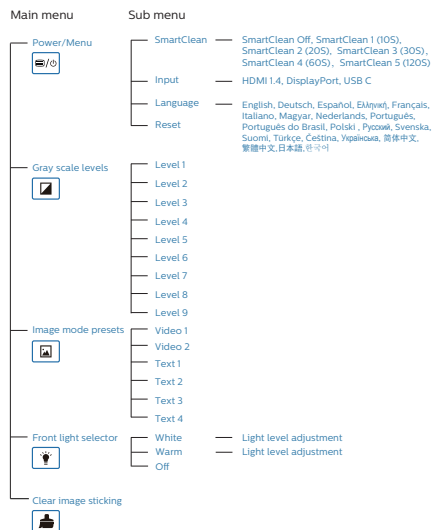 Main menu
Sub menu
Power/Menu
SmartClean
SmartClean Off, SmartClean 1 (10S),
SmartClean 2 (20S), SmartClean 3 (30S),
SmartClean 4 (60S), SmartClean 5 (120S)
Input
HDMI 1.4, DisplayPort, USB C
Language
English, Deutsch, Español, Ελληνική, Français,
Italiano, Magyar, Nederlands, Português,
Português do Brasil, Polski , Русский, Svenska,
Suomi, Türkçe, Čeština, Українська, 简体中文,
繁體中文,日本語,한국어
Reset
Gray scale levels
Level 1
Level 2
Level 3
Level 4
Level 5
Level 6
Level 7
Level 8
Level 9
Image mode presets
Video 1
Video 2
Text 1
Text 2
Text 3
Text 4
Front light selector
White
Light level adjustment
Warm
Light level adjustment
Off
Clear image sticking